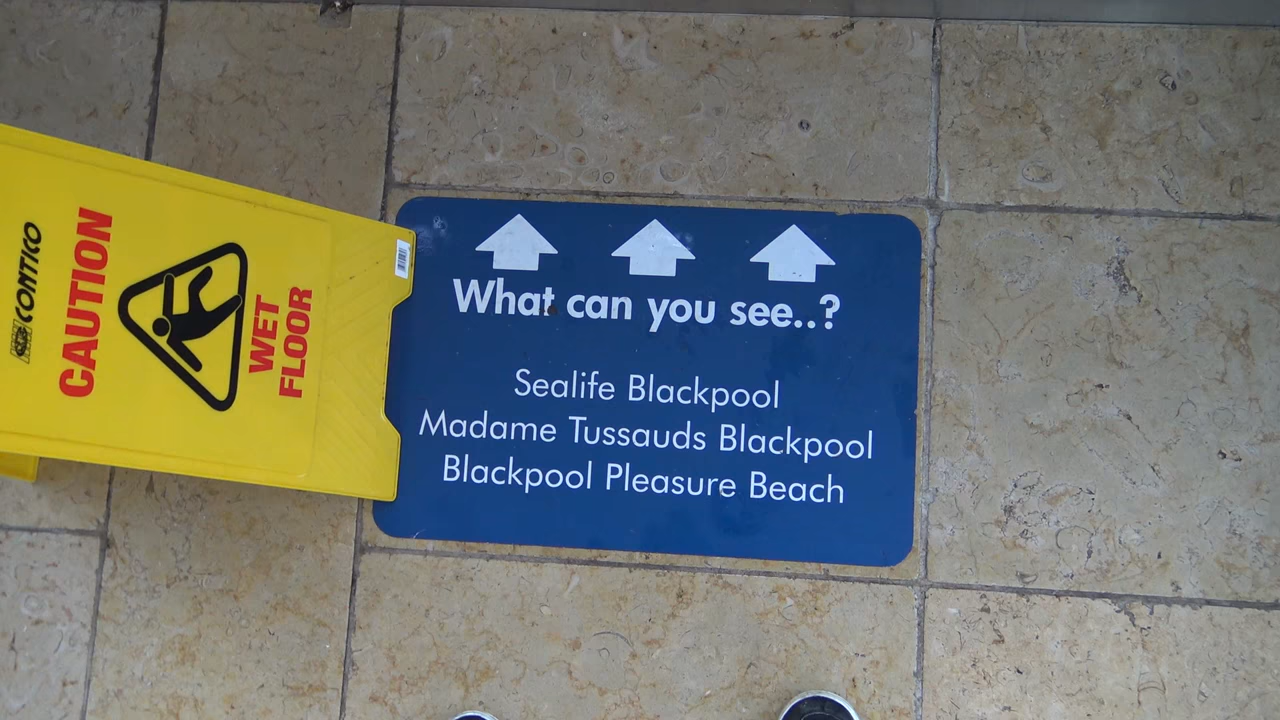 CONTICO
CAUTION
WET
FLOOR
What can you see..?
Sealife Blackpool
Madame Tussauds Blackpool
Blackpool Pleasure Beach